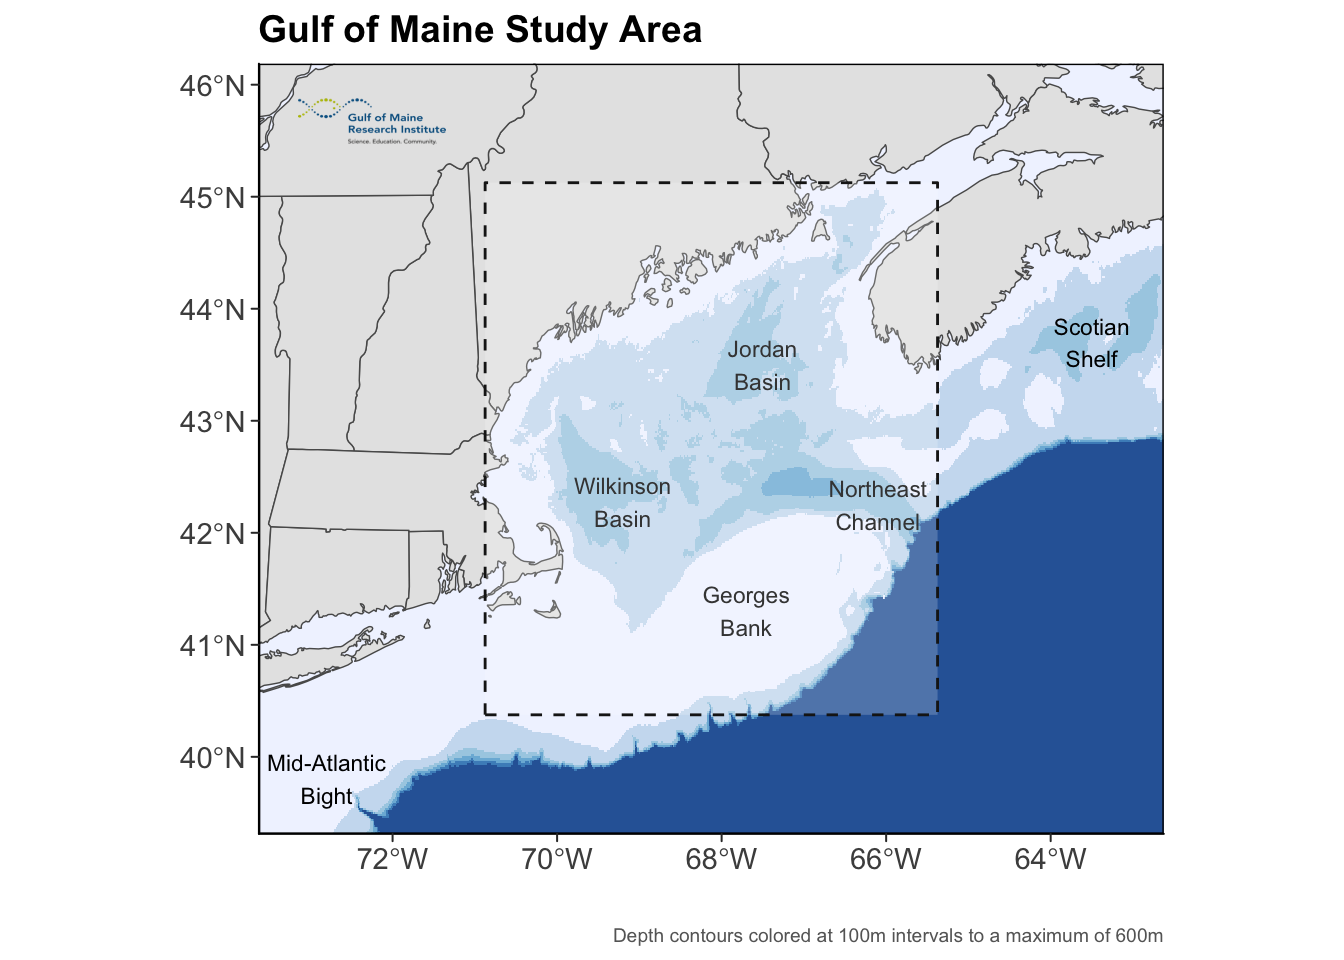 Gulf of Maine Study Area
46°N
45°N
44°N
43°N
42°N
41°N
40°N
Gulf of Maine
Research Institute
Science. Education. Community.
Scotian
Shelf
Jordan
Basin
Wilkinson
Basin
Northeast
Channel
Georges
Bank
Mid-Atlantic
Bight
72°W
70°W
68°W
66°W
64°W
Depth contours colored at 100m intervals to a maximum of 600m